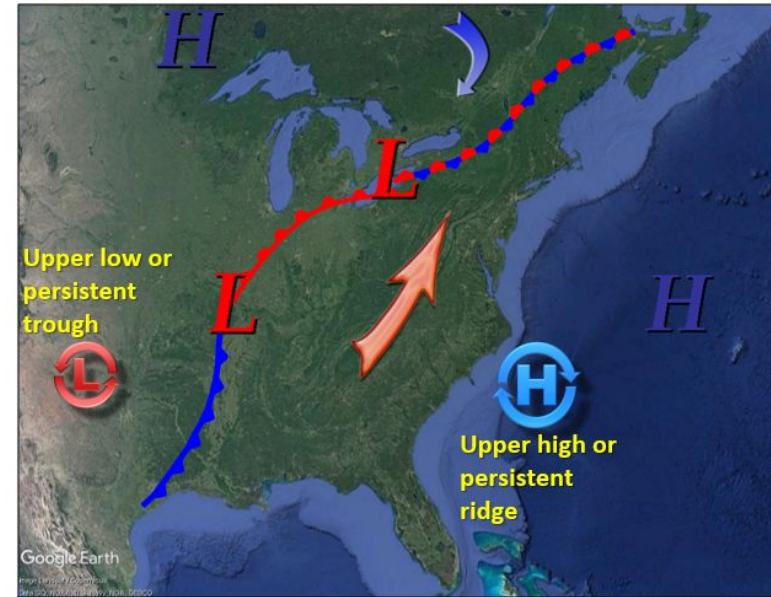 H
L
Upper low or
persistent
trough
L
H
L
H
Upper high or
persistent
ridge
Google Earth